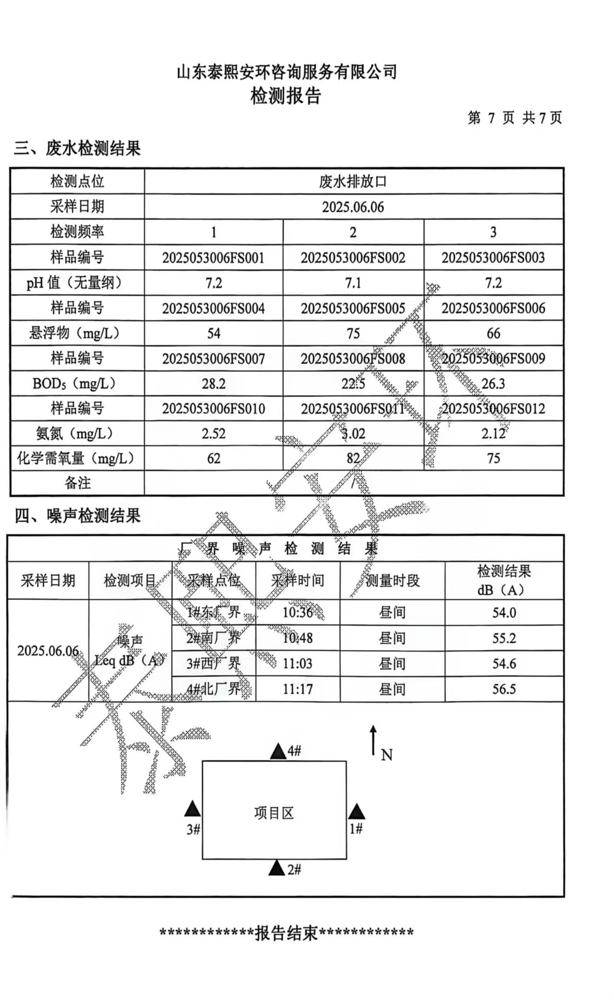 山东泰熙安环咨询服务有限公司
检测报告
第 7 页 共7页
三、废水检测结果
检测点位 废水排放口
采样日期 2025.06.06
检测频率 1 2 3
样品编号 2025053006FS001 2025053006FS002 2025053006FS003
pH 值（无量纲） 7.2 7.1 7.2
样品编号 2025053006FS004 2025053006FS005 2025053006FS006
悬浮物（mg/L） 54 75 66
样品编号 2025053006FS007 2025053006FS008 2025053006FS009
BOD₅（mg/L） 28.2 22.5 26.3
样品编号 2025053006FS010 2025053006FS011 2025053006FS012
氨氮（mg/L） 2.52 3.02 2.12
化学需氧量（mg/L） 62 82 75
备注 /
四、噪声检测结果
厂 界 噪 声 检 测 结 果
采样日期 检测项目 采样点位 采样时间 测量时段 检测结果
dB（A）
2025.06.06 噪声
Leq dB（A）
1#东厂界 10:36 昼间 54.0
2#南厂界 10:48 昼间 55.2
3#西厂界 11:03 昼间 54.6
4#北厂界 11:17 昼间 56.5
N
4#
项目区
3#
1#
2#
************报告结束************